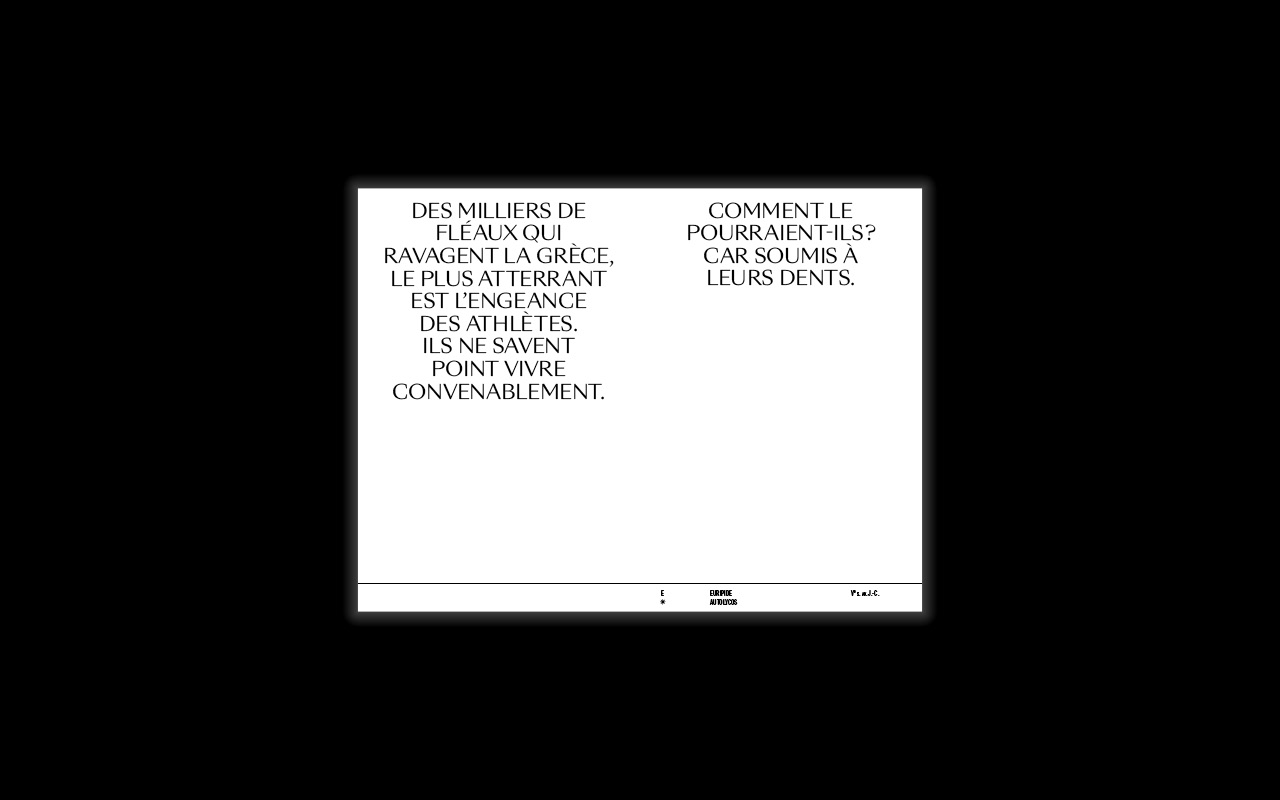 DES MILLIERS DE
FLÉAUX QUI
RAVAGENT LA GRÈCE,
LE PLUS ATTERRANT
EST L’ENGEANCE
DES ATHLÈTES.
ILS NE SAVENT
POINT VIVRE
CONVENABLEMENT.
COMMENT LE
POURRAIENT-ILS?
CAR SOUMIS À
LEURS DENTS.
E
*
EURIPIDE
AUTOLYCOS
Ve s. av. J.-C.